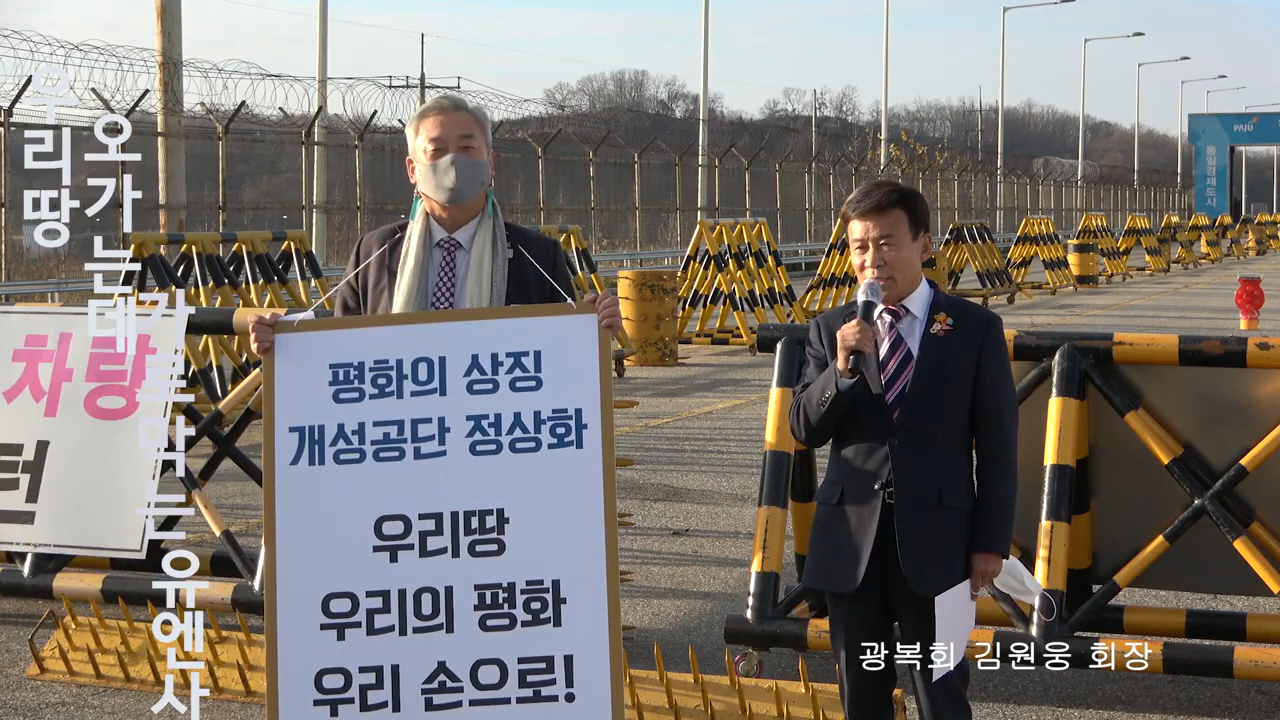 우리땅
오가는데
가로막는유엔사
PAJU
통일경제도시
차량
터
평화의 상징
개성공단 정상화
우리땅
우리의 평화
우리 손으로!
광복회 김원웅 회장